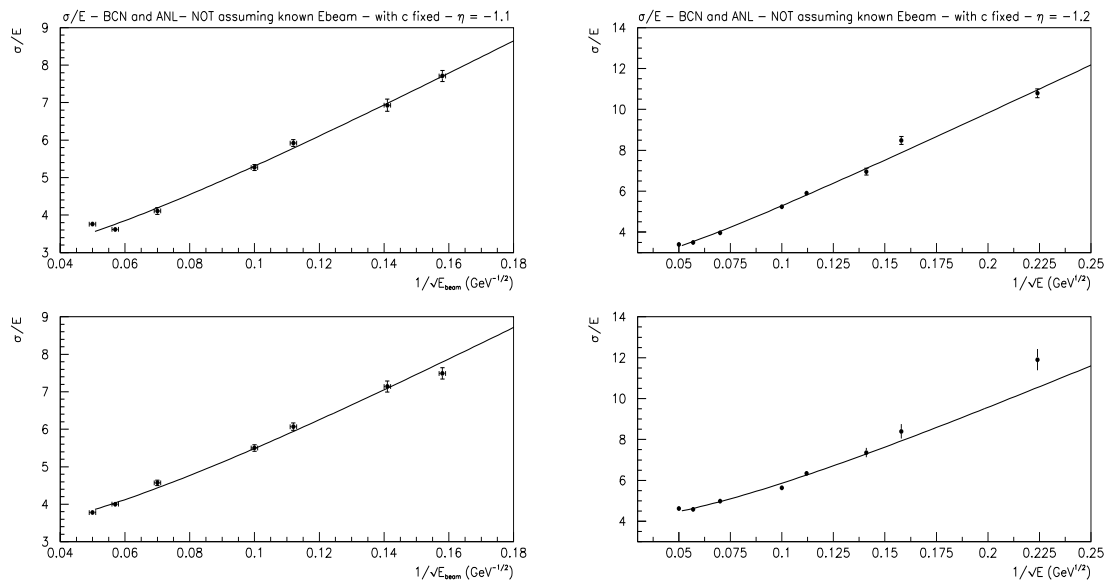 σ/E – BCN and ANL– NOT assuming known Ebeam – with c fixed – η = −1.1
σ/E
9
8
7
6
5
4
3
0.04 0.06 0.08 0.1 0.12 0.14 0.16 0.18
1/√E_beam (GeV^−1/2)
σ/E – BCN and ANL – NOT assuming known Ebeam – with c fixed – η = −1.2
σ/E
14
12
10
8
6
4
0.05 0.075 0.1 0.125 0.15 0.175 0.2 0.225 0.25
1/√E (GeV^1/2)
σ/E
9
8
7
6
5
4
3
0.04 0.06 0.08 0.1 0.12 0.14 0.16 0.18
1/√E_beam (GeV^−1/2)
σ/E
14
12
10
8
6
4
0.05 0.075 0.1 0.125 0.15 0.175 0.2 0.225 0.25
1/√E (GeV^1/2)